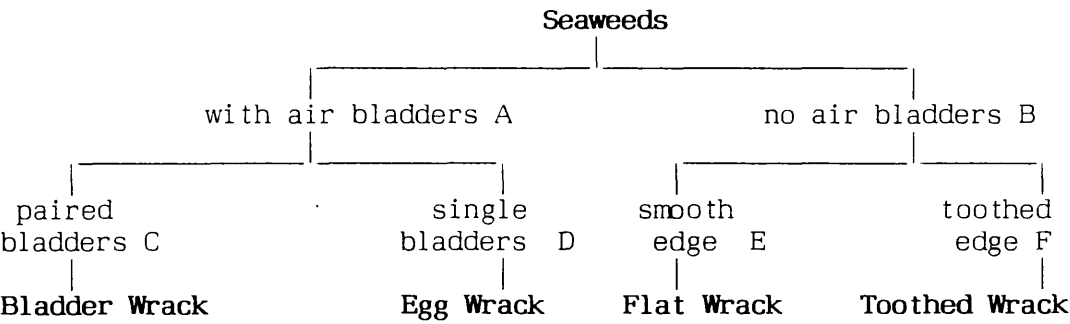 Seaweeds
with air bladders A no air bladders B
paired single smooth toothed
bladders C bladders D edge E edge F
Bladder Wrack Egg Wrack Flat Wrack Toothed Wrack